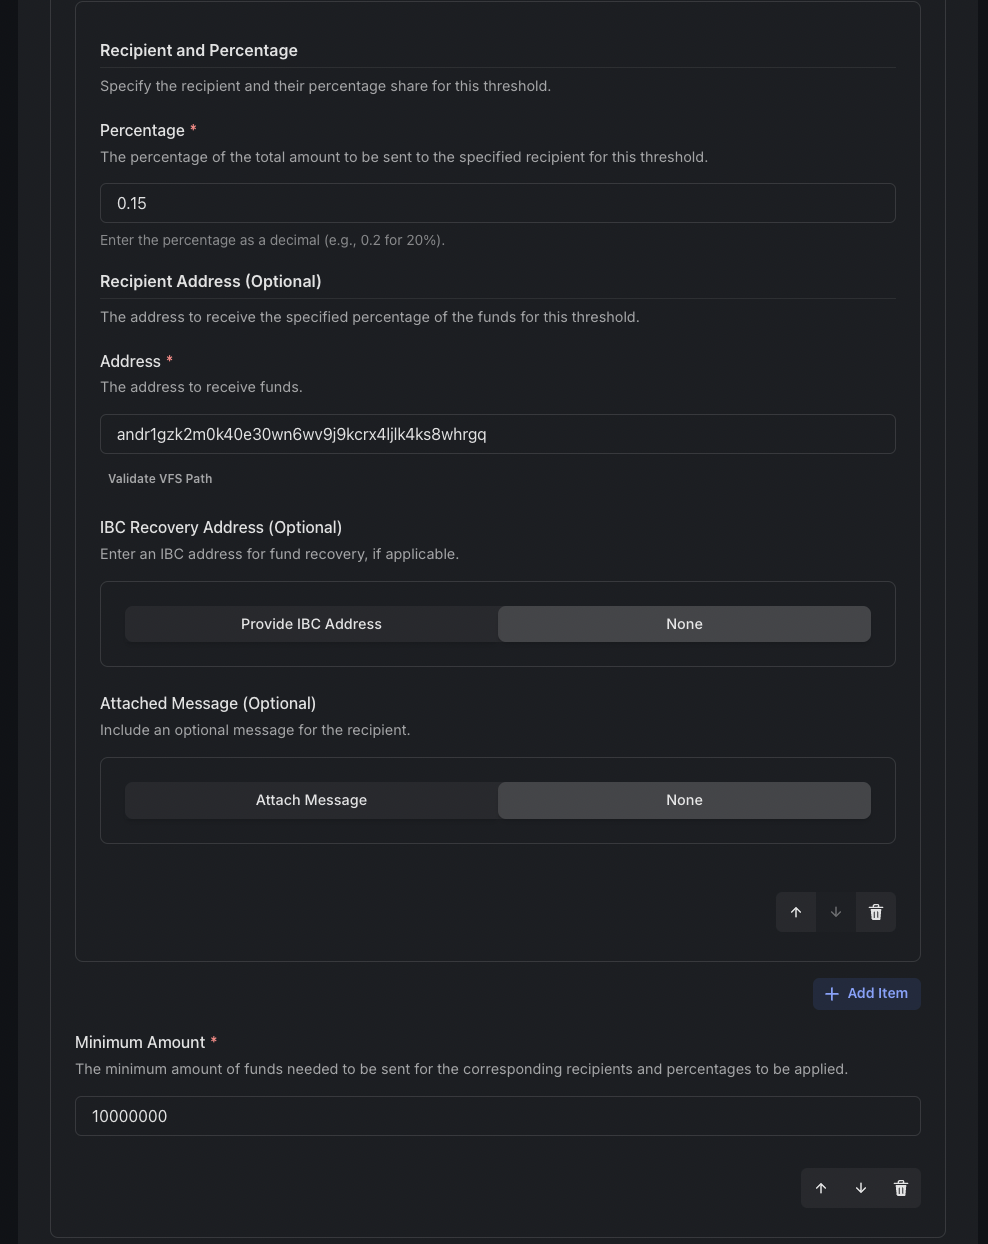 Recipient and Percentage
Specify the recipient and their percentage share for this threshold.
Percentage *
The percentage of the total amount to be sent to the specified recipient for this threshold.
0.15
Enter the percentage as a decimal (e.g., 0.2 for 20%).
Recipient Address (Optional)
The address to receive the specified percentage of the funds for this threshold.
Address *
The address to receive funds.
andr1gzk2m0k40e30wn6wv9j9kcrx4ljlk4ks8whrgq
Validate VFS Path
IBC Recovery Address (Optional)
Enter an IBC address for fund recovery, if applicable.
Provide IBC Address None
Attached Message (Optional)
Include an optional message for the recipient.
Attach Message None
Add Item
Minimum Amount *
The minimum amount of funds needed to be sent for the corresponding recipients and percentages to be applied.
10000000